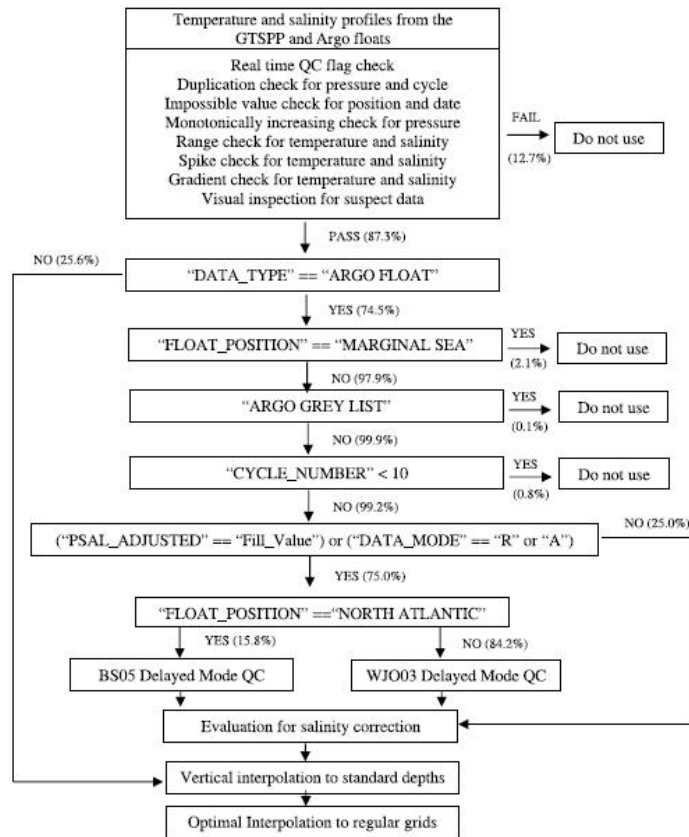 Temperature and salinity profiles from the
GTSPP and Argo floats
Real time QC flag check
Duplication check for pressure and cycle
Impossible value check for position and date
Monotonically increasing check for pressure
Range check for temperature and salinity
Spike check for temperature and salinity
Gradient check for temperature and salinity
Visual inspection for suspect data
FAIL
(12.7%)
Do not use
PASS (87.3%)
NO (25.6%)
“DATA_TYPE” == “ARGO FLOAT”
YES (74.5%)
“FLOAT_POSITION” == “MARGINAL SEA”
YES
(2.1%)
Do not use
NO (97.9%)
“ARGO GREY LIST”
YES
(0.1%)
Do not use
NO (99.9%)
“CYCLE_NUMBER” < 10
YES
(0.8%)
Do not use
NO (99.2%)
NO (25.0%)
(“PSAL_ADJUSTED” == “Fill_Value”) or (“DATA_MODE” == “R” or “A”)
YES (75.0%)
“FLOAT_POSITION” ==“NORTH ATLANTIC”
YES (15.8%)
NO (84.2%)
BS05 Delayed Mode QC
WJO03 Delayed Mode QC
Evaluation for salinity correction
Vertical interpolation to standard depths
Optimal Interpolation to regular grids